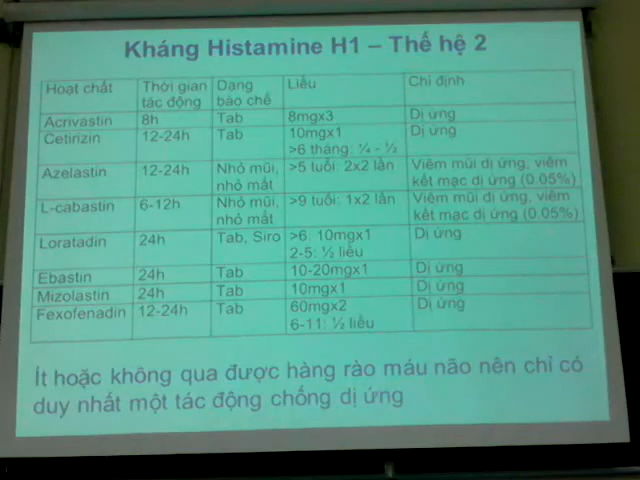 Kháng Histamine H1 – Thế hệ 2
Hoạt chất Thời gian tác động Dạng bào chế Liều Chỉ định
Acrivastin 8h Tab 8mgx3 Dị ứng
Cetirizin 12-24h Tab 10mgx1 Dị ứng
>6 tháng: ¼ - ½
Azelastin 12-24h Nhỏ mũi, nhỏ mắt >5 tuổi: 2x2 lần Viêm mũi dị ứng, viêm kết mạc dị ứng (0.05%)
L-cabastin 6-12h Nhỏ mũi, nhỏ mắt >9 tuổi: 1x2 lần Viêm mũi dị ứng, viêm kết mạc dị ứng (0.05%)
Loratadin 24h Tab, Siro >6: 10mgx1 Dị ứng
2-5: ½ liều
Ebastin 24h Tab 10-20mgx1 Dị ứng
Mizolastin 24h Tab 10mgx1 Dị ứng
Fexofenadin 12-24h Tab 60mgx2 Dị ứng
6-11: ½ liều
Ít hoặc không qua được hàng rào máu não nên chỉ có
duy nhất một tác động chống dị ứng